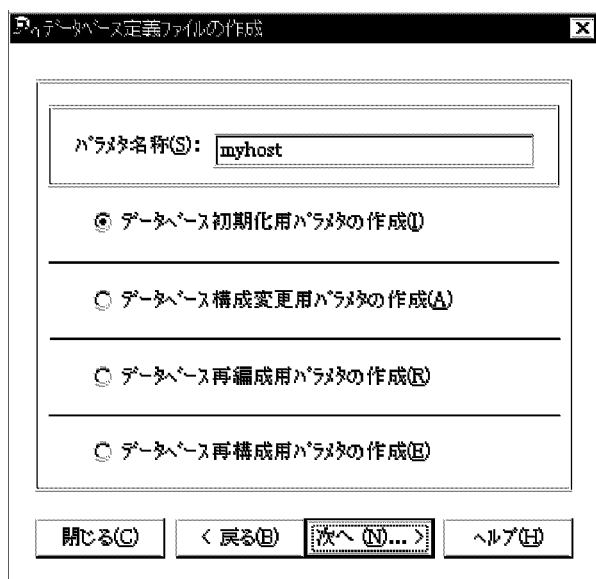 データベース定義ファイルの作成
パラメタ名称(S): myhost
データベース初期化用パラメタの作成(I)
データベース構成変更用パラメタの作成(A)
データベース再編成用パラメタの作成(R)
データベース再構成用パラメタの作成(E)
閉じる(C) < 戻る(B) 次へ (N)... > ヘルプ(H)